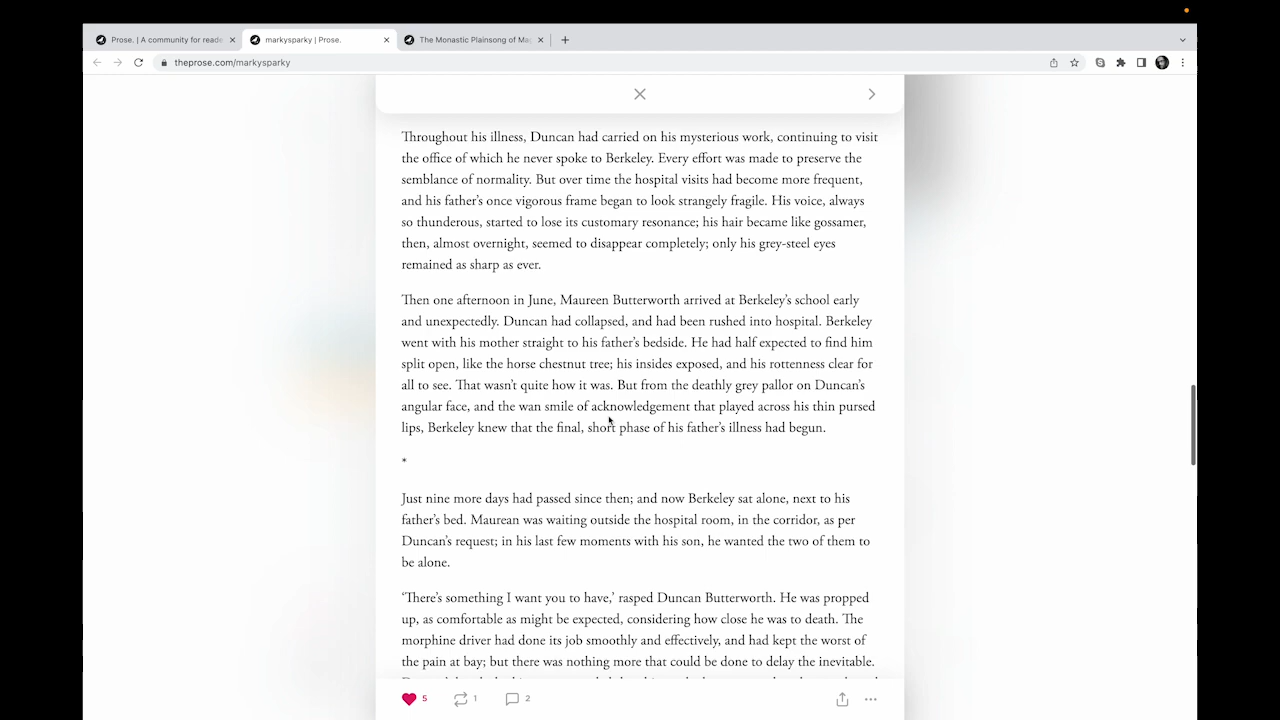 Prose. | A community for reade
markysparky | Prose.
The Monastic Plainsong of Ma
theprose.com/markysparky
Throughout his illness, Duncan had carried on his mysterious work, continuing to visit
the office of which he never spoke to Berkeley. Every effort was made to preserve the
semblance of normality. But over time the hospital visits had become more frequent,
and his father's once vigorous frame began to look strangely fragile. His voice, always
so thunderous, started to lose its customary resonance; his hair became like gossamer,
then, almost overnight, seemed to disappear completely; only his grey-steel eyes
remained as sharp as ever.
Then one afternoon in June, Maureen Butterworth arrived at Berkeley's school early
and unexpectedly. Duncan had collapsed, and had been rushed into hospital. Berkeley
went with his mother straight to his father's bedside. He had half expected to find him
split open, like the horse chestnut tree; his insides exposed, and his rottenness clear for
all to see. That wasn't quite how it was. But from the deathly grey pallor on Duncan's
angular face, and the wan smile of acknowledgement that played across his thin pursed
lips, Berkeley knew that the final, short phase of his father's illness had begun.
*
Just nine more days had passed since then; and now Berkeley sat alone, next to his
father's bed. Maurean was waiting outside the hospital room, in the corridor, as per
Duncan's request; in his last few moments with his son, he wanted the two of them to
be alone.
'There's something I want you to have,' rasped Duncan Butterworth. He was propped
up, as comfortable as might be expected, considering how close he was to death. The
morphine driver had done its job smoothly and effectively, and had kept the worst of
the pain at bay; but there was nothing more that could be done to delay the inevitable.
5
1
2